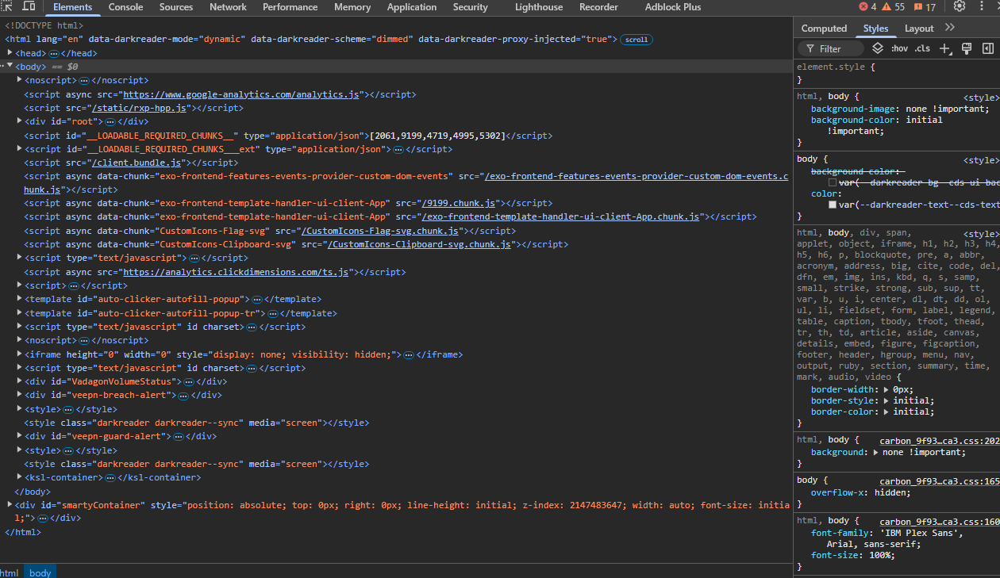 Elements Console Sources Network Performance Memory Application Security Lighthouse Recorder Adblock Plus 4 55 17
<!DOCTYPE html>
<html lang="en" data-darkreader-mode="dynamic" data-darkreader-scheme="dimmed" data-darkreader-proxy-injected="true"> scroll
<head> … </head>
<body> == $0
<noscript> … </noscript>
<script async src="https://www.google-analytics.com/analytics.js"></script>
<script src="/static/rxp-hpp.js"></script>
<div id="root"> … </div>
<script id="__LOADABLE_REQUIRED_CHUNKS__" type="application/json">[2061,9199,4719,4995,5302]</script>
<script id="__LOADABLE_REQUIRED_CHUNKS___ext" type="application/json"> … </script>
<script src="/client.bundle.js"></script>
<script async data-chunk="exo-frontend-features-events-provider-custom-dom-events" src="/exo-frontend-features-events-provider-custom-dom-events.c
hunk.js"></script>
<script async data-chunk="exo-frontend-template-handler-ui-client-App" src="/9199.chunk.js"></script>
<script async data-chunk="exo-frontend-template-handler-ui-client-App" src="/exo-frontend-template-handler-ui-client-App.chunk.js"></script>
<script async data-chunk="CustomIcons-Flag-svg" src="/CustomIcons-Flag-svg.chunk.js"></script>
<script async data-chunk="CustomIcons-Clipboard-svg" src="/CustomIcons-Clipboard-svg.chunk.js"></script>
<script type="text/javascript"> … </script>
<script async src="https://analytics.clickdimensions.com/ts.js"></script>
<script> … </script>
<template id="auto-clicker-autofill-popup"> … </template>
<template id="auto-clicker-autofill-popup-tr"> … </template>
<script type="text/javascript" id charset> … </script>
<noscript> … </noscript>
<iframe height="0" width="0" style="display: none; visibility: hidden;"> … </iframe>
<script type="text/javascript" id charset> … </script>
<div id="VadagonVolumeStatus"> … </div>
<div id="veepn-breach-alert"> … </div>
<style> … </style>
<style class="darkreader darkreader--sync" media="screen"></style>
<div id="veepn-guard-alert"> … </div>
<style> … </style>
<style class="darkreader darkreader--sync" media="screen"></style>
<ksl-container> … </ksl-container>
</body>
<div id="smartyContainer" style="position: absolute; top: 0px; right: 0px; line-height: initial; z-index: 2147483647; width: auto; font-size: initia
l;"> … </div>
</html>
html body
Computed Styles Layout
Filter :hov .cls
element.style {
}
html, body { <style>
background-image: none !important;
background-color: initial
!important;
}
body { <style>
background-color:
var(--darkreader-bg--cds-ui-bac
color:
var(--darkreader-text--cds-text
}
html, body, div, span, <style>
applet, object, iframe, h1, h2, h3, h4,
h5, h6, p, blockquote, pre, a, abbr,
acronym, address, big, cite, code, del,
dfn, em, img, ins, kbd, q, s, samp,
small, strike, strong, sub, sup, tt,
var, b, u, i, center, dl, dt, dd, ol,
ul, li, fieldset, form, label, legend,
table, caption, tbody, tfoot, thead,
tr, th, td, article, aside, canvas,
details, embed, figure, figcaption,
footer, header, hgroup, menu, nav,
output, ruby, section, summary, time,
mark, audio, video {
border-width: 0px;
border-style: initial;
border-color: initial;
}
html, body { carbon_9f93…ca3.css:202
background: none !important;
}
body { carbon_9f93…ca3.css:165
overflow-x: hidden;
}
html, body { carbon_9f93…ca3.css:160
font-family: 'IBM Plex Sans',
Arial, sans-serif;
font-size: 100%;
}